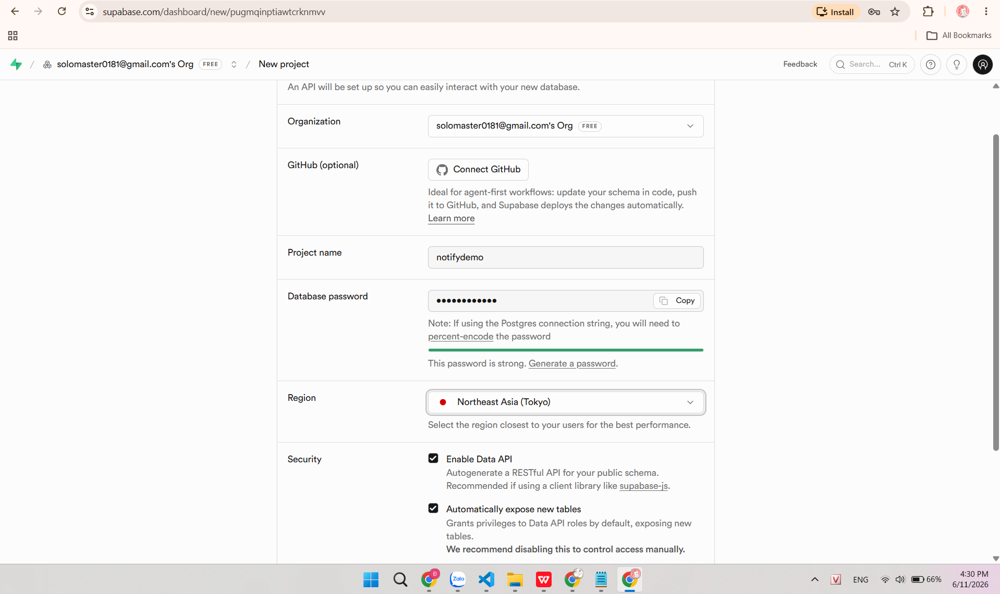 supabase.com/dashboard/new/pugmqinptiawtcrknmvv
Install
All Bookmarks
solomaster0181@gmail.com's Org FREE / New project
Feedback
Search... Ctrl K
An API will be set up so you can easily interact with your new database.
Organization
solomaster0181@gmail.com's Org FREE
GitHub (optional)
Connect GitHub
Ideal for agent-first workflows: update your schema in code, push
it to GitHub, and Supabase deploys the changes automatically.
Learn more
Project name
notifydemo
Database password
••••••••••••
Copy
Note: If using the Postgres connection string, you will need to
percent-encode the password
This password is strong. Generate a password.
Region
Northeast Asia (Tokyo)
Select the region closest to your users for the best performance.
Security
Enable Data API
Autogenerate a RESTful API for your public schema.
Recommended if using a client library like supabase-js.
Automatically expose new tables
Grants privileges to Data API roles by default, exposing new
tables.
We recommend disabling this to control access manually.
Đ
Zalo
W
V
ENG
66%
4:30 PM
6/11/2026